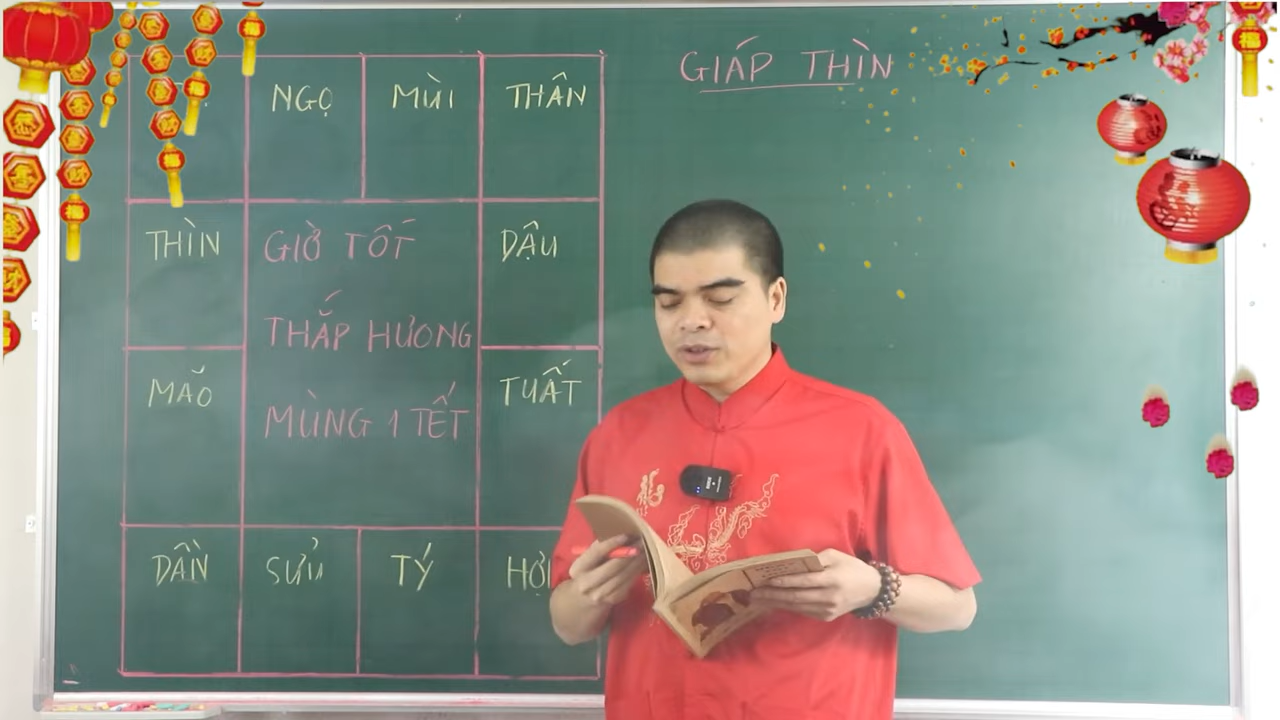 GIÁP THÌN
NGỌ
MÙI
THÂN
THÌN
GIỜ TỐT
DẬU
THẮP HƯƠNG
MÃO
TUẤT
MÙNG 1 TẾT
DẦN
SỬU
TÝ
HỢI